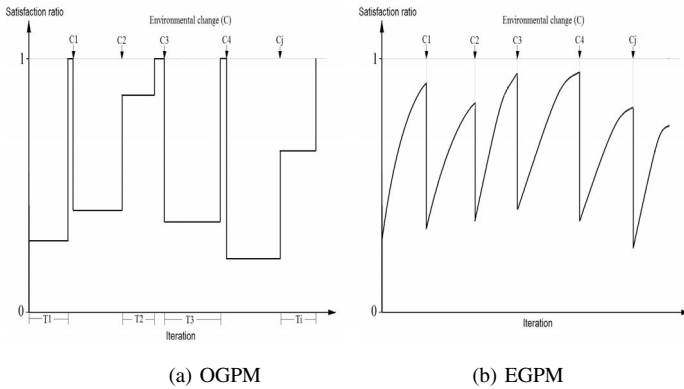 Satisfaction ratio
Environmental change (C)
C1 C2 C3 C4 Cj
1
0
T1 T2 T3 Ti
Iteration
(a) OGPM
Satisfaction ratio
Environmental change (C)
C1 C2 C3 C4 Cj
1
0
Iteration
(b) EGPM